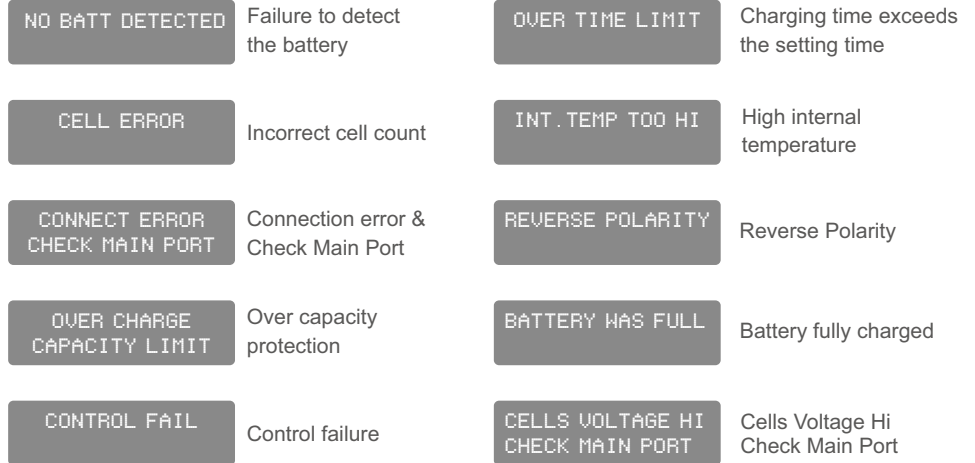 NO BATT DETECTED
Failure to detect
the battery
CELL ERROR
Incorrect cell count
CONNECT ERROR
CHECK MAIN PORT
Connection error &
Check Main Port
OVER CHARGE
CAPACITY LIMIT
Over capacity
protection
CONTROL FAIL
Control failure
OVER TIME LIMIT
Charging time exceeds
the setting time
INT.TEMP TOO HI
High internal
temperature
REVERSE POLARITY
Reverse Polarity
BATTERY WAS FULL
Battery fully charged
CELLS VOLTAGE HI
CHECK MAIN PORT
Cells Voltage Hi
Check Main Port